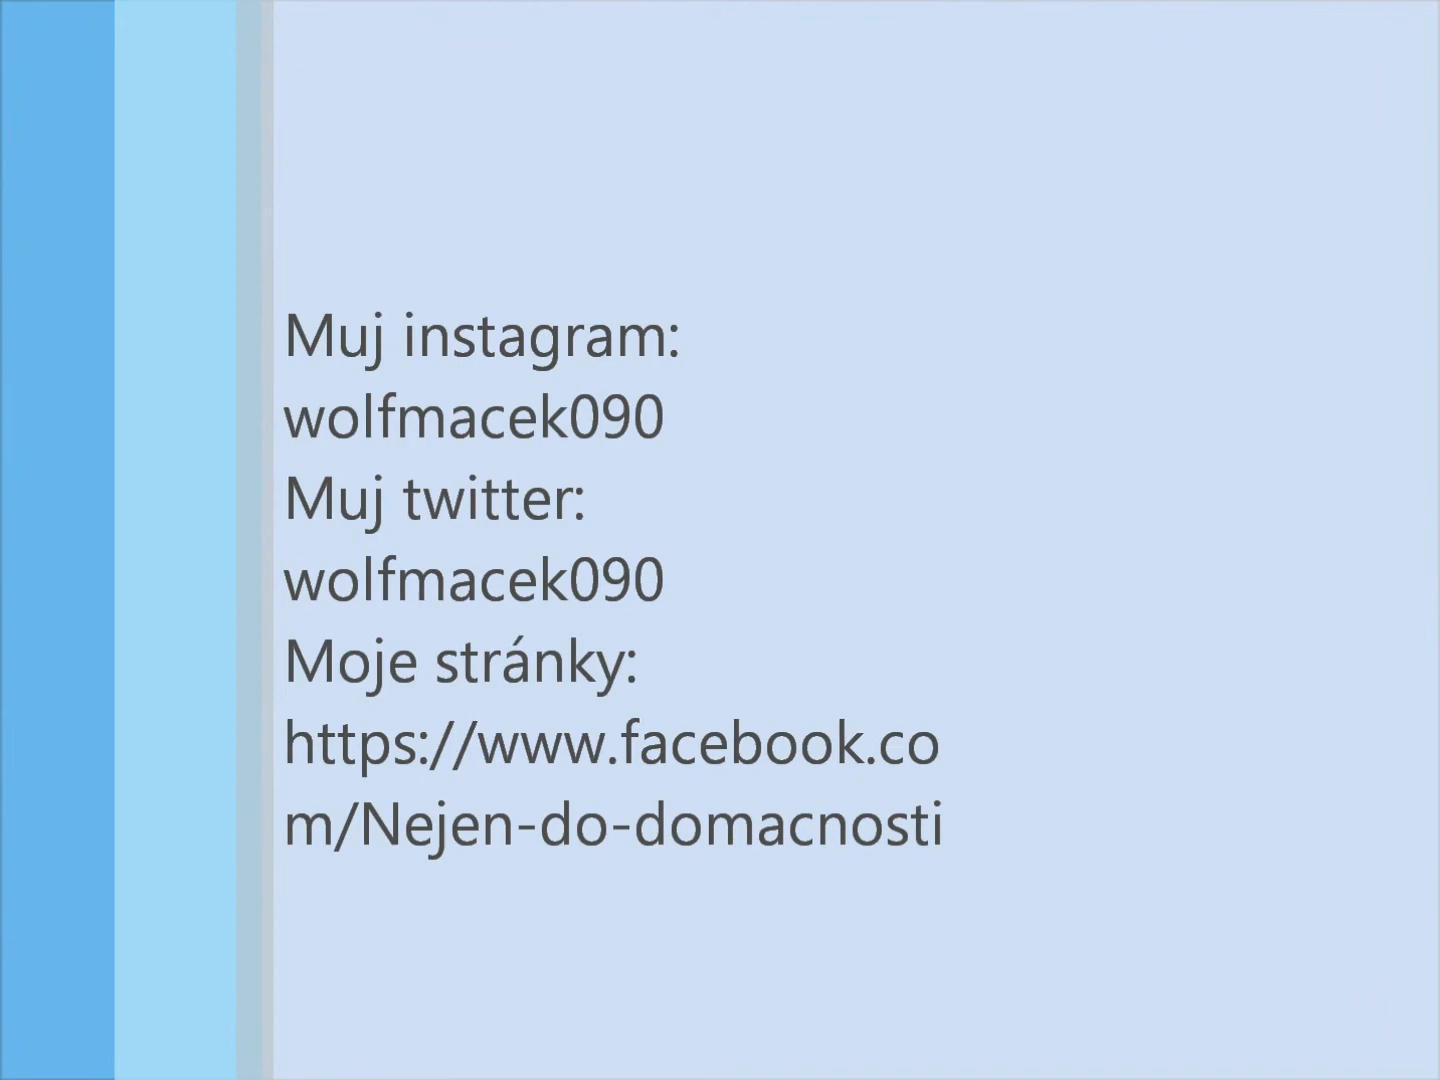 Muj instagram:
wolfmacek090
Muj twitter:
wolfmacek090
Moje stránky:
https://www.facebook.co
m/Nejen-do-domacnosti